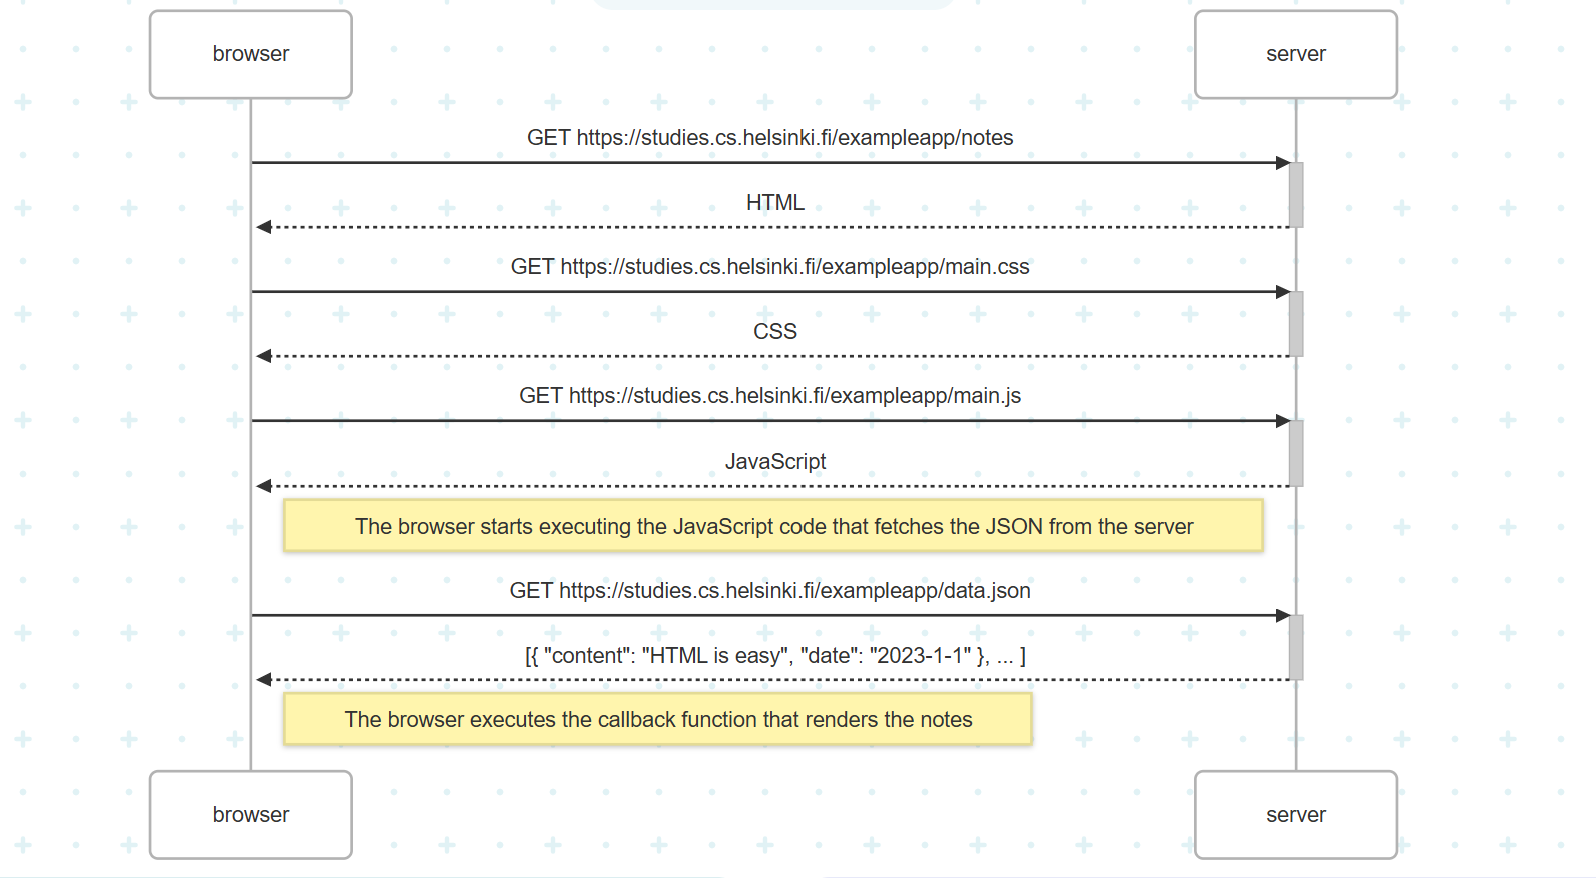 browser
server
GET https://studies.cs.helsinki.fi/exampleapp/notes
HTML
GET https://studies.cs.helsinki.fi/exampleapp/main.css
CSS
GET https://studies.cs.helsinki.fi/exampleapp/main.js
JavaScript
The browser starts executing the JavaScript code that fetches the JSON from the server
GET https://studies.cs.helsinki.fi/exampleapp/data.json
[{ "content": "HTML is easy", "date": "2023-1-1" }, ... ]
The browser executes the callback function that renders the notes
browser
server